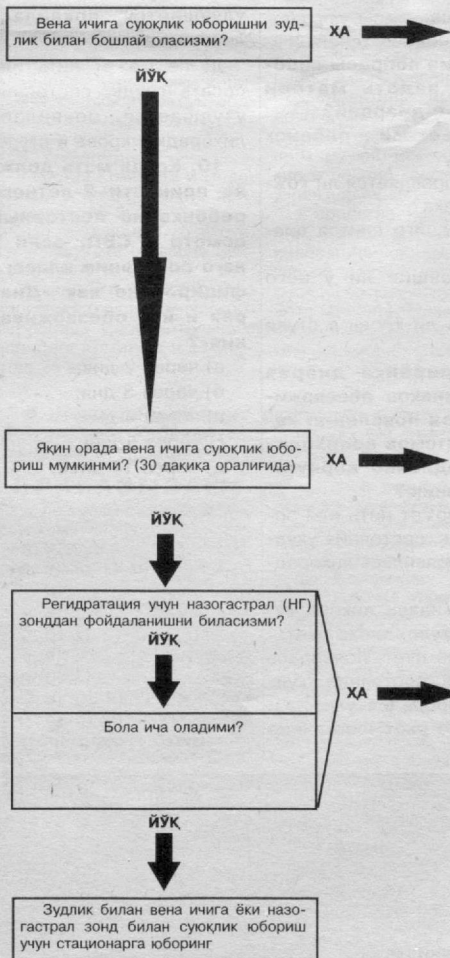 Вена ичига суюқлик юборишни зуд-
лик билан бошлай оласизми?
ҲА
ЙЎҚ
Яқин орада вена ичига суюқлик юбо-
риш мумкинми? (30 дақиқа оралиғида)
ҲА
ЙЎҚ
Регидратация учун назогастрал (НГ)
зонддан фойдаланишни биласизми?
ЙЎҚ
ҲА
Бола ича оладими?
ЙЎҚ
Зудлик билан вена ичига ёки назо-
гастрал зонд билан суюқлик юбориш
учун стационарга юборинг